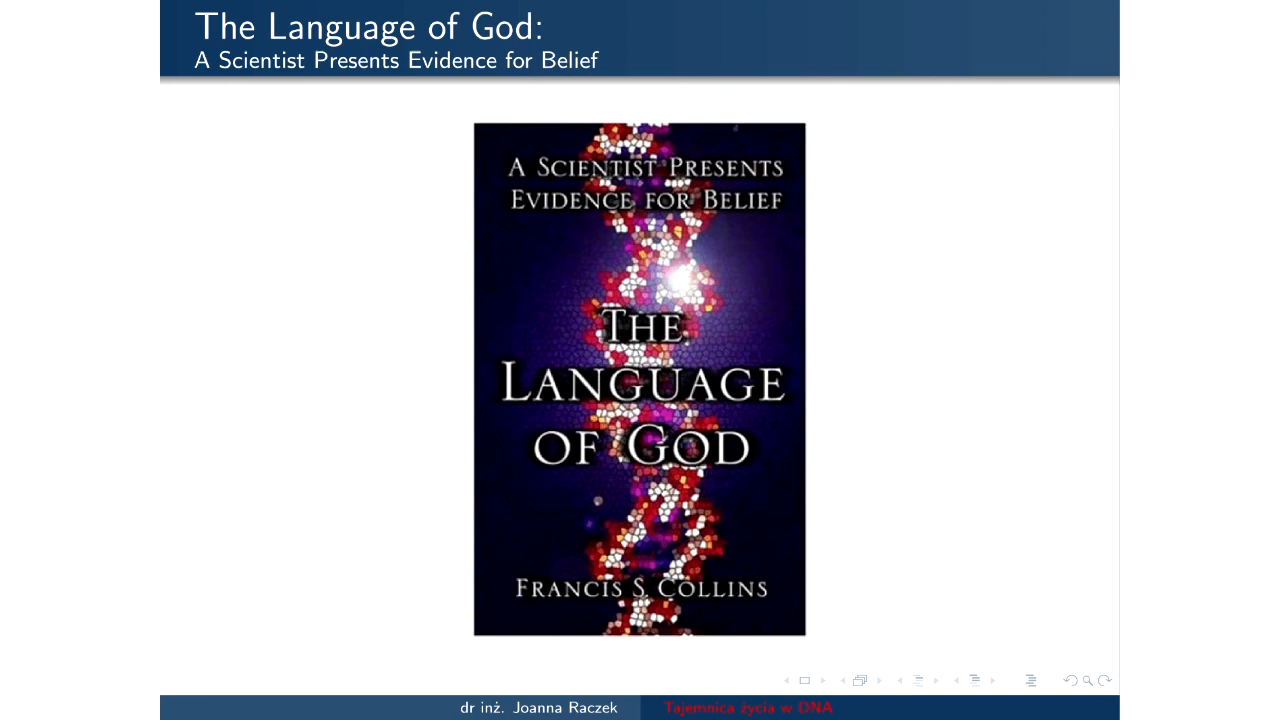 The Language of God:
A Scientist Presents Evidence for Belief
A Scientist Presents
Evidence for Belief
The
Language
of God
Francis S. Collins
dr inż. Joanna Raczek
Tajemnica życia w DNA